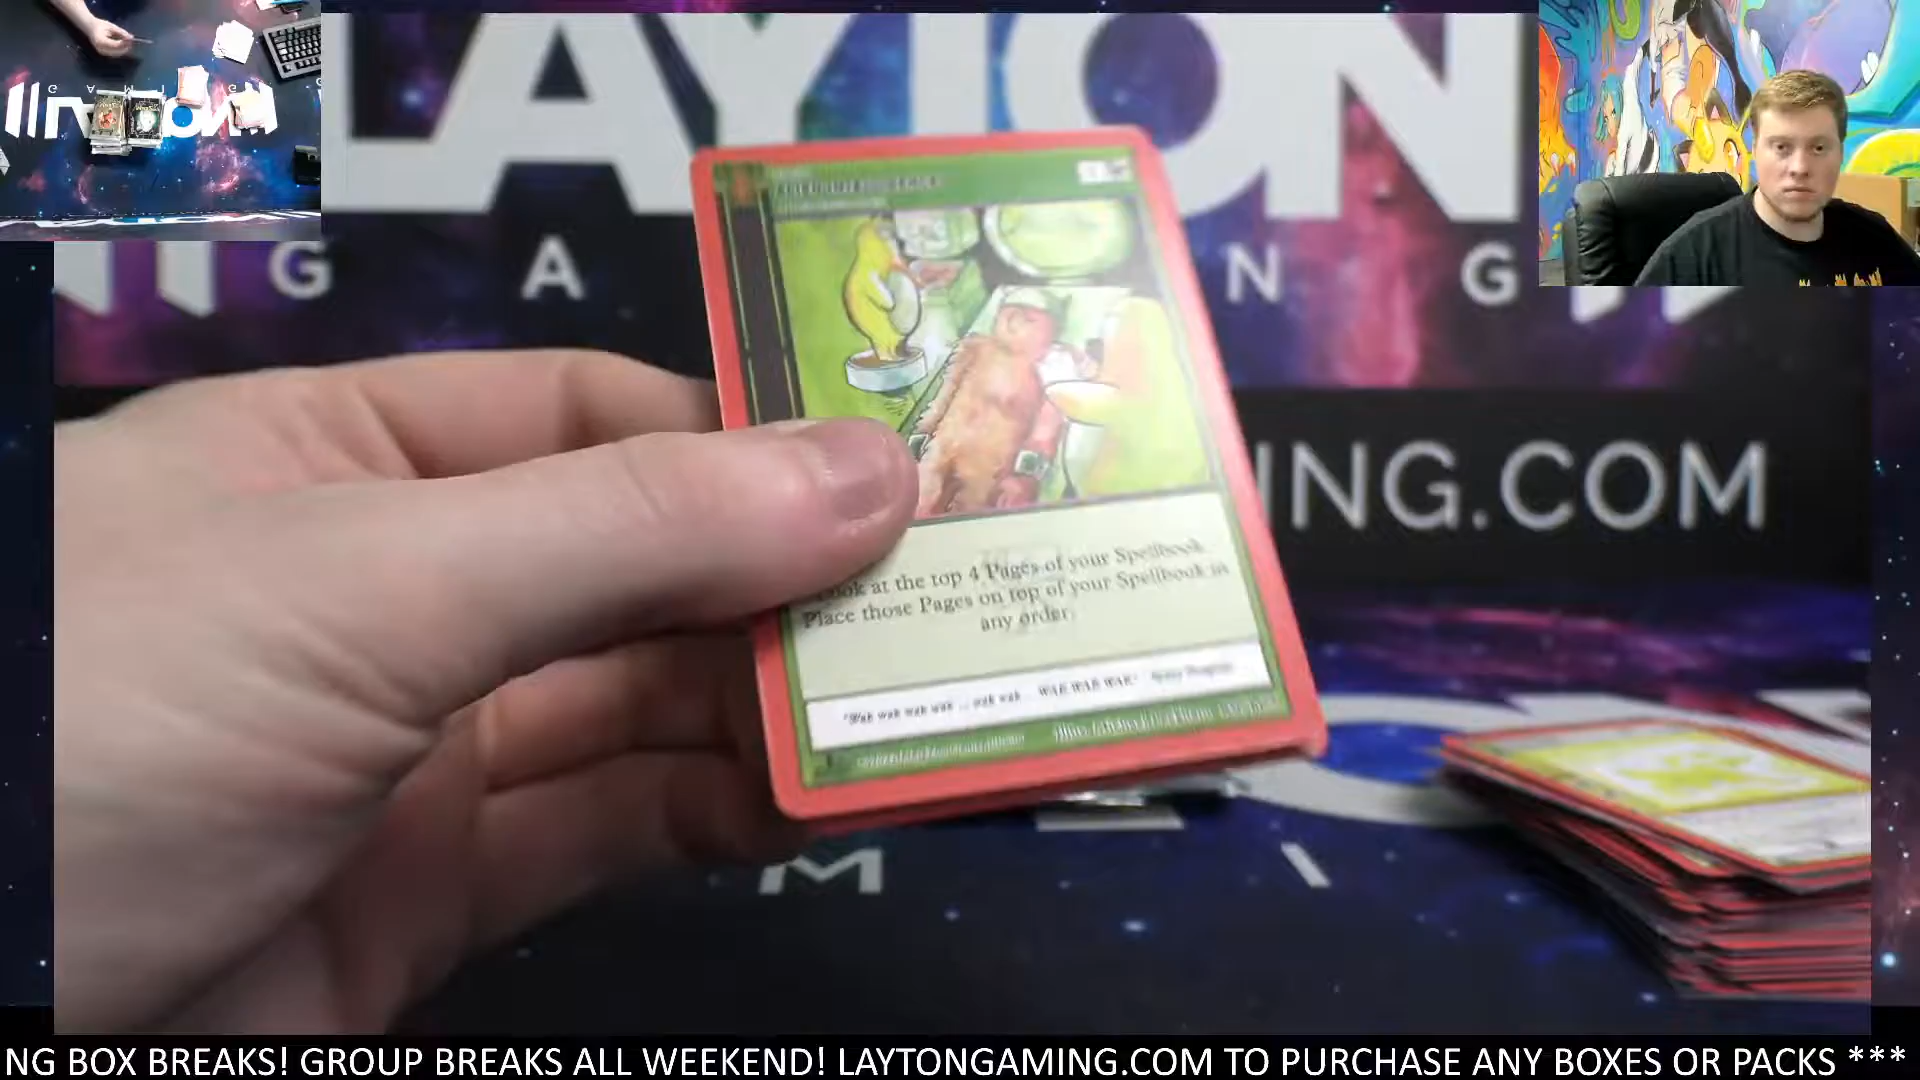 LAYTON
G A N G
ING.COM
Look at the top 4 Pages of your Spellbook.
Place those Pages on top of your Spellbook in
any order.
"Wak wak wak wak ... wak wak ... WAK WAK WAK."
M I
NG BOX BREAKS! GROUP BREAKS ALL WEEKEND! LAYTONGAMING.COM TO PURCHASE ANY BOXES OR PACKS ***